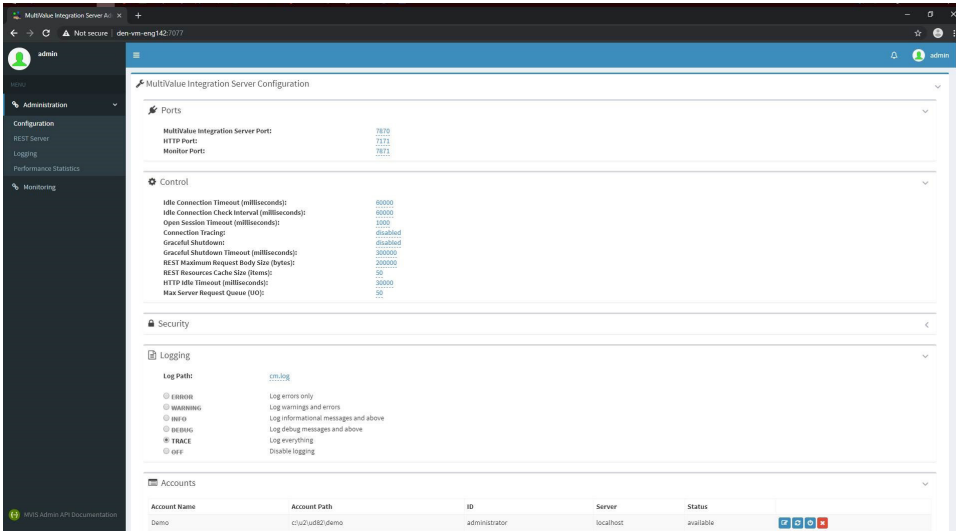 MultiValue Integration Server Ad
Not secure | den-vm-eng142:7077
admin
admin
MENU
Administration
Configuration
REST Server
Logging
Performance Statistics
Monitoring
MVIS Admin API Documentation
MultiValue Integration Server Configuration
Ports
MultiValue Integration Server Port: 7870
HTTP Port: 7171
Monitor Port: 7871
Control
Idle Connection Timeout (milliseconds): 60000
Idle Connection Check Interval (milliseconds): 60000
Open Session Timeout (milliseconds): 1000
Connection Tracing: disabled
Graceful Shutdown: disabled
Graceful Shutdown Timeout (milliseconds): 300000
REST Maximum Request Body Size (bytes): 200000
REST Resources Cache Size (items): 50
HTTP Idle Timeout (milliseconds): 30000
Max Server Request Queue (UO): 50
Security
Logging
Log Path: cm.log
ERROR Log errors only
WARNING Log warnings and errors
INFO Log informational messages and above
DEBUG Log debug messages and above
TRACE Log everything
OFF Disable logging
Accounts
Account Name Account Path ID Server Status
Demo c:\u2\ud82\demo administrator localhost available